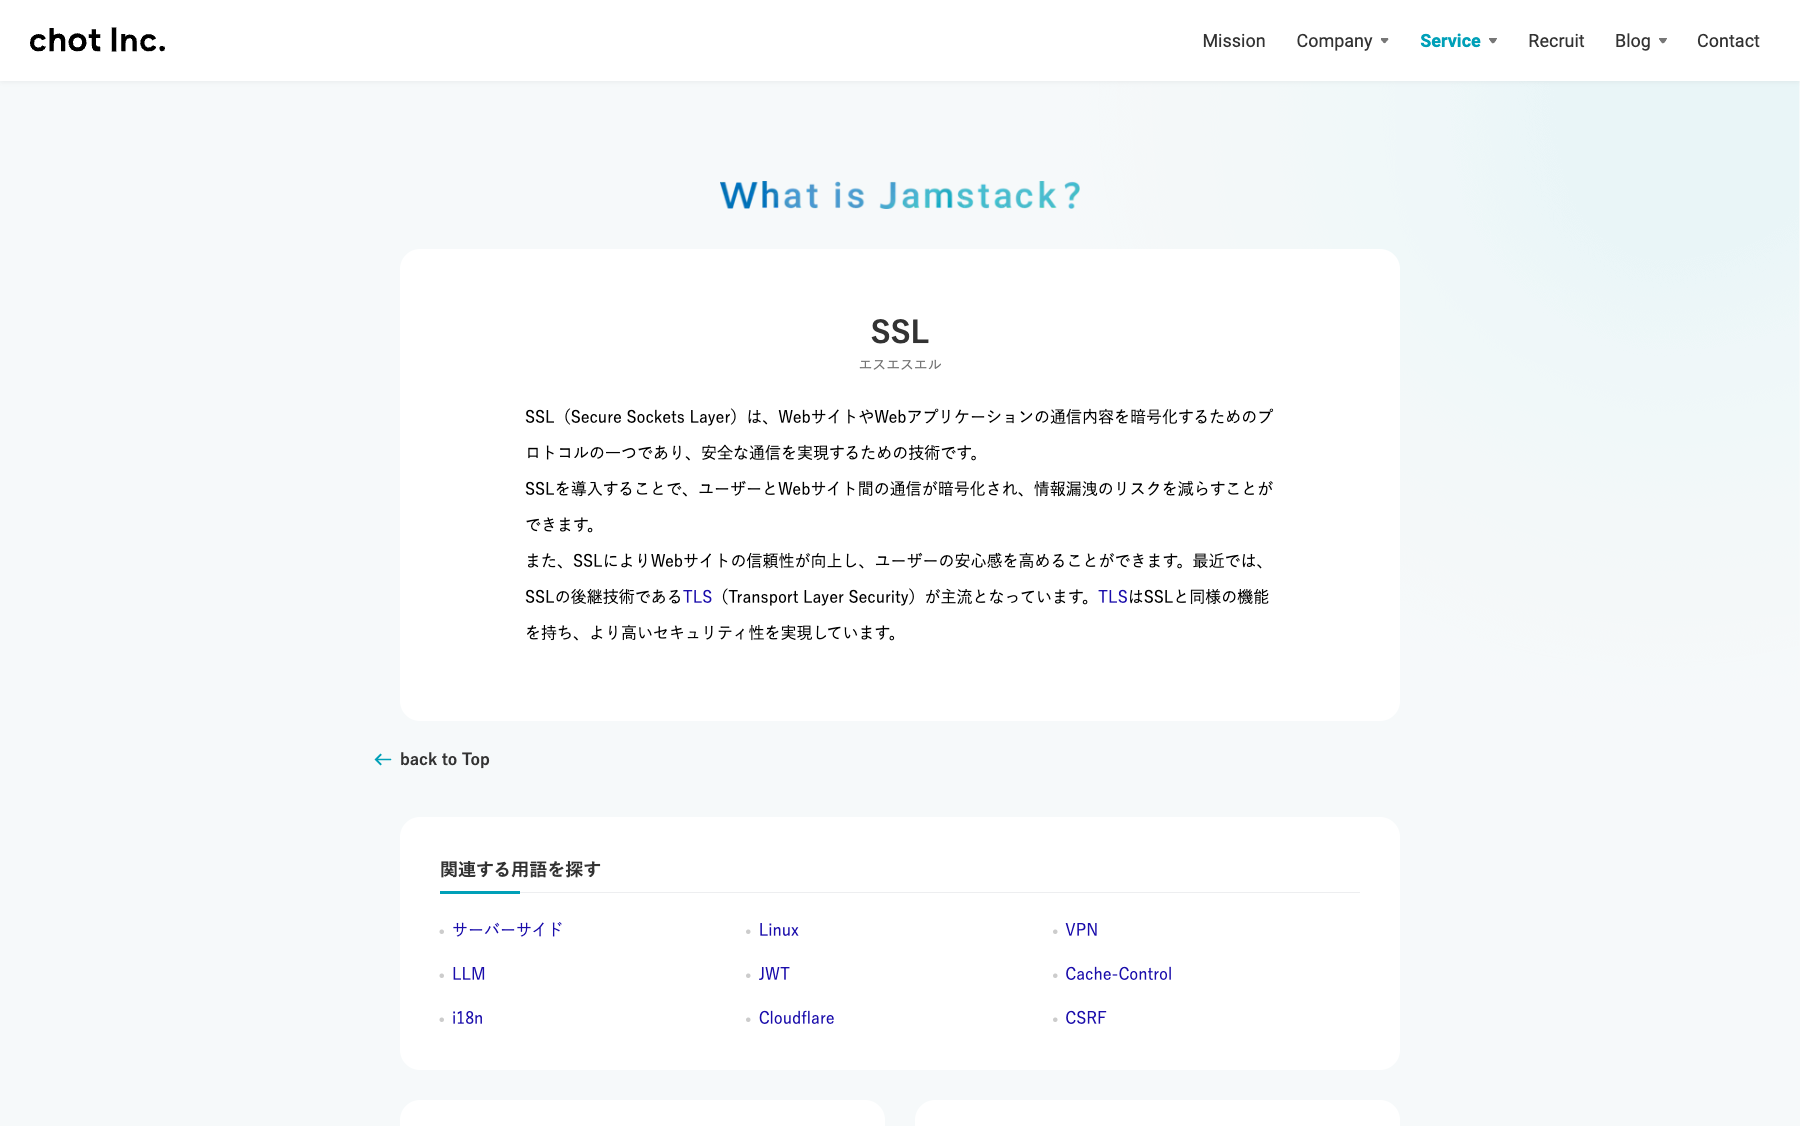 chot Inc.
Mission Company Service Recruit Blog Contact
What is Jamstack?
SSL
エスエスエル
SSL（Secure Sockets Layer）は、WebサイトやWebアプリケーションの通信内容を暗号化するためのプ
ロトコルの一つであり、安全な通信を実現するための技術です。
SSLを導入することで、ユーザーとWebサイト間の通信が暗号化され、情報漏洩のリスクを減らすことが
できます。
また、SSLによりWebサイトの信頼性が向上し、ユーザーの安心感を高めることができます。最近では、
SSLの後継技術であるTLS（Transport Layer Security）が主流となっています。TLSはSSLと同様の機能
を持ち、より高いセキュリティ性を実現しています。
back to Top
関連する用語を探す
サーバーサイド Linux VPN
LLM JWT Cache-Control
i18n Cloudflare CSRF